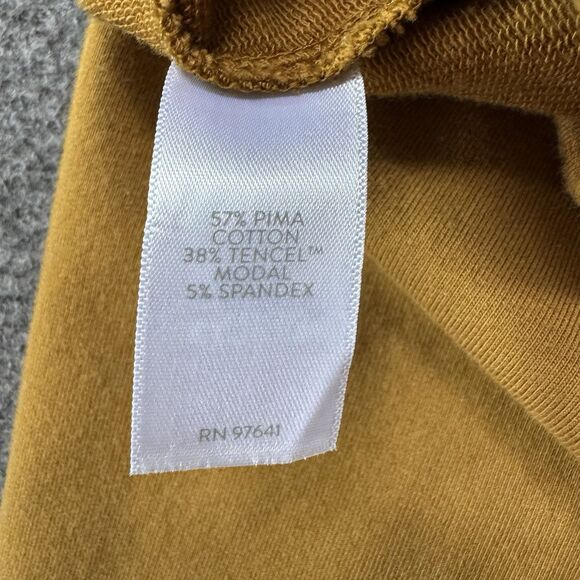 57% PIMA
COTTON
38% TENCEL™
MODAL
5% SPANDEX
RN 97641